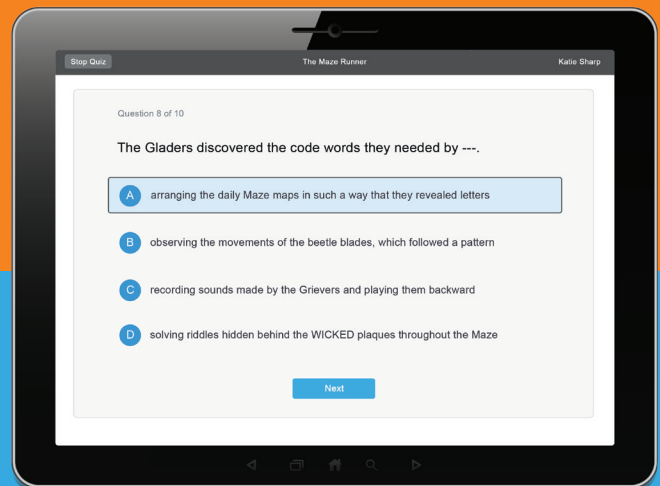 Stop Quiz
The Maze Runner
Katie Sharp
Question 8 of 10
The Gladers discovered the code words they needed by ---.
A arranging the daily Maze maps in such a way that they revealed letters
B observing the movements of the beetle blades, which followed a pattern
C recording sounds made by the Grievers and playing them backward
D solving riddles hidden behind the WICKED plaques throughout the Maze
Next